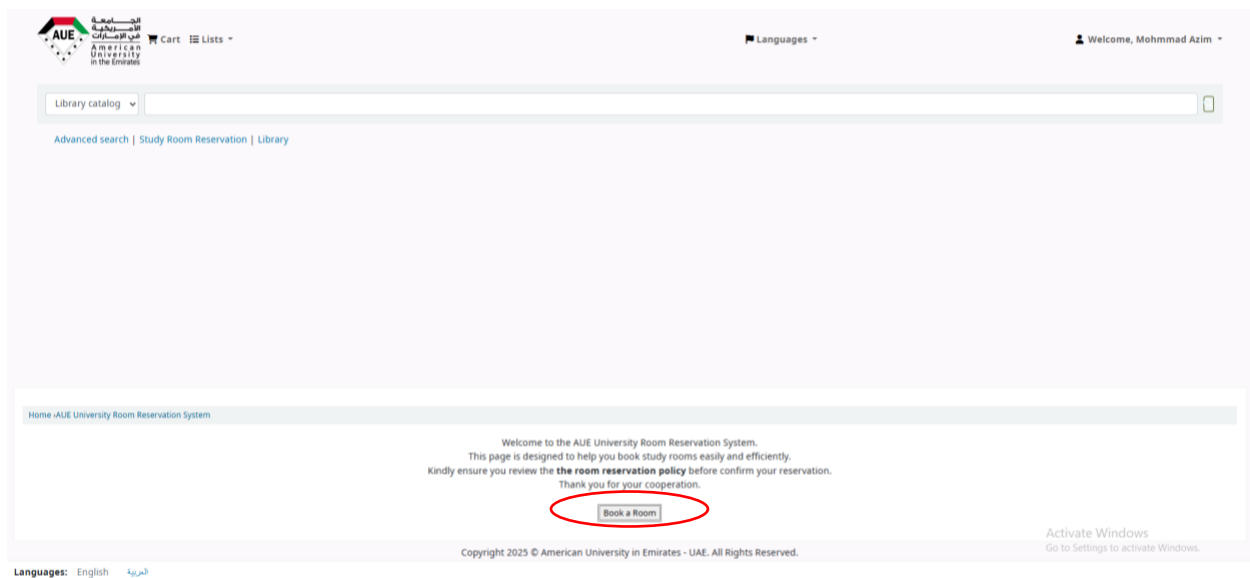 الجـــامعـة
الأمـــريكيـة
في الإمـارات
AUE
American
University
in the Emirates
Cart Lists
Languages
Welcome, Mohmmad Azim
Library catalog
Advanced search | Study Room Reservation | Library
Home ›AUE University Room Reservation System
Welcome to the AUE University Room Reservation System.
This page is designed to help you book study rooms easily and efficiently.
Kindly ensure you review the the room reservation policy before confirm your reservation.
Thank you for your cooperation.
Book a Room
Activate Windows
Go to Settings to activate Windows.
Copyright 2025 © American University in Emirates - UAE. All Rights Reserved.
Languages: English العربية